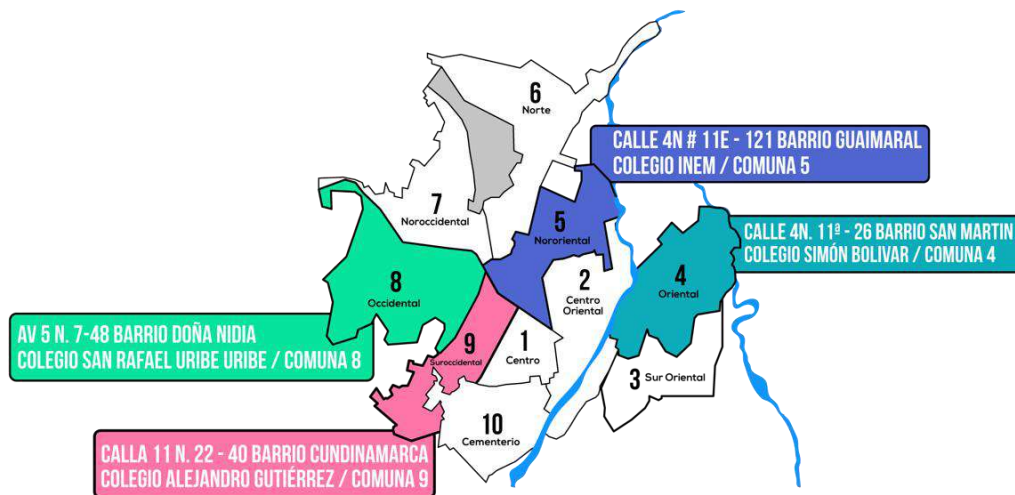 6
Norte
CALLE 4N # 11E - 121 BARRIO GUAIMARAL
COLEGIO INEM / COMUNA 5
7
Noroccidental
5
Nororiental
CALLE 4N. 11ª - 26 BARRIO SAN MARTIN
COLEGIO SIMÓN BOLIVAR / COMUNA 4
8
Occidental
2
Centro
Oriental
4
Oriental
AV 5 N. 7-48 BARRIO DOÑA NIDIA
COLEGIO SAN RAFAEL URIBE URIBE / COMUNA 8
9
Suroccidental
1
Centro
3 Sur Oriental
10
Cementerio
CALLA 11 N. 22 - 40 BARRIO CUNDINAMARCA
COLEGIO ALEJANDRO GUTIÉRREZ / COMUNA 9